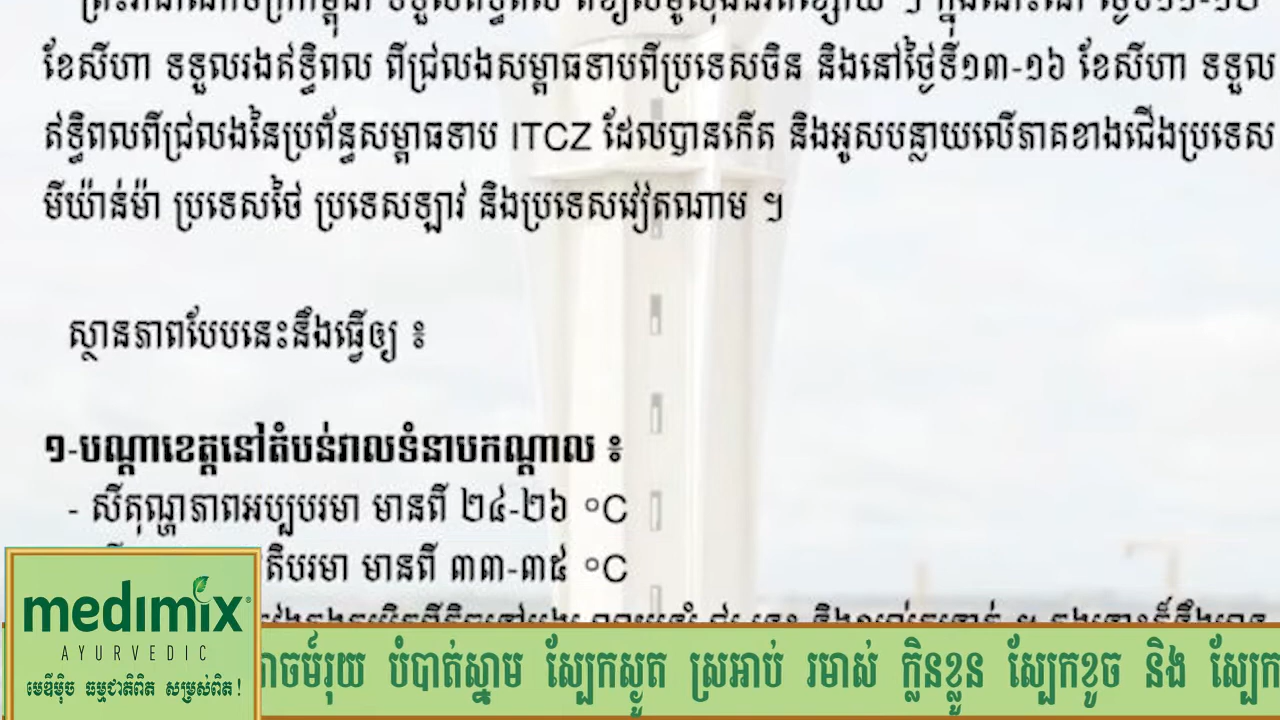 ខែសីហា ទទួលរងឥទ្ធិពល ពីជ្រលងសម្ពាធទាបពីប្រទេសចិន និងនៅថ្ងៃទី១៣-១៦ ខែសីហា ទទួល
ឥទ្ធិពលពីជ្រលងនៃប្រព័ន្ធសម្ពាធទាប ITCZ ដែលបានកើត និងអូសបន្លាយលើភាគខាងជើងប្រទេស
មីយ៉ាន់ម៉ា ប្រទេសថៃ ប្រទេសឡាវ និងប្រទេសវៀតណាម ។
ស្ថានភាពបែបនេះនឹងធ្វើឲ្យ ៖
១-បណ្តាខេត្តនៅតំបន់វាលទំនាបកណ្តាល ៖
- សីតុណ្ហភាពអប្បបរមា មានពី ២៤-២៦ °C
តិបរមា មានពី ៣៣-៣៥ °C
medimix®
AYURVEDIC
មេឌីម៉ិច ធម្មជាតិពិត សម្រស់ពិត!
អាចម៍រុយ បំបាត់ស្នាម ស្បែកស្ងួត ស្រអាប់ រមាស់ ក្លិនខ្លួន ស្បែកខូច និង ស្បែក